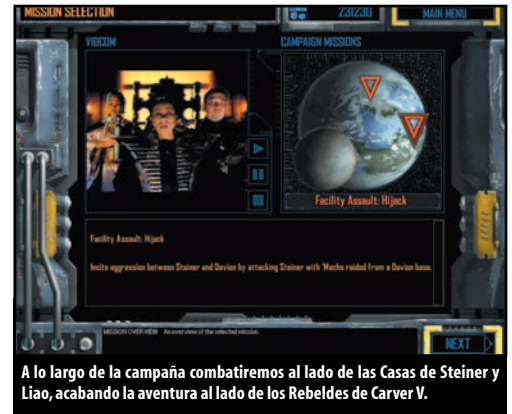 MISSION SELECTION
231230
MAIN MENU
VIDCOM
CAMPAIGN MISSIONS
Facility Assault: Hijack
Facility Assault: Hijack
Incite aggression between Steiner and Davion by attacking Steiner with 'Mechs raided from a Davion base.
MISSION OVERVIEW An overview of the selected mission.
NEXT
A lo largo de la campaña combatiremos al lado de las Casas de Steiner y
Liao, acabando la aventura al lado de los Rebeldes de Carver V.